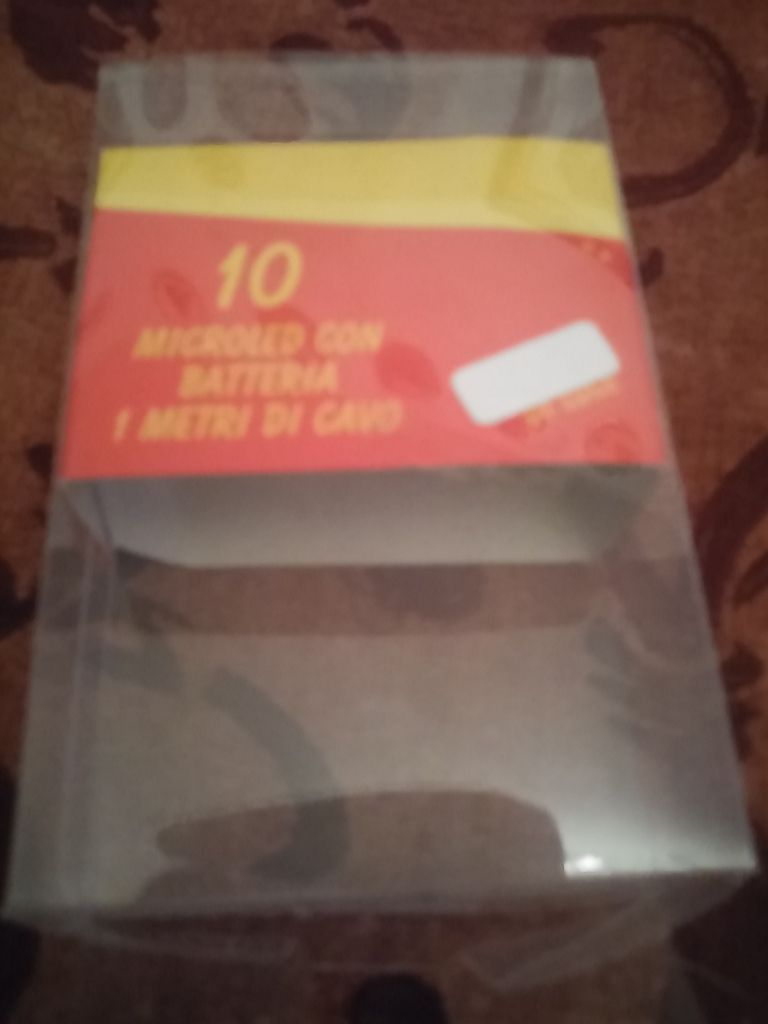 10
MICROLED CON
BATTERIA
1 METRI DI CAVO